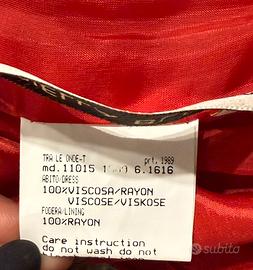 TRA LE ONDE-T prt. 1989
md. 11015 6.1616
ABITO/DRESS
100%VISCOSA/RAYON
VISCOSE/VISKOSE
FODERA/LINING
100%RAYON
Care instruction
do not wash do not
subito